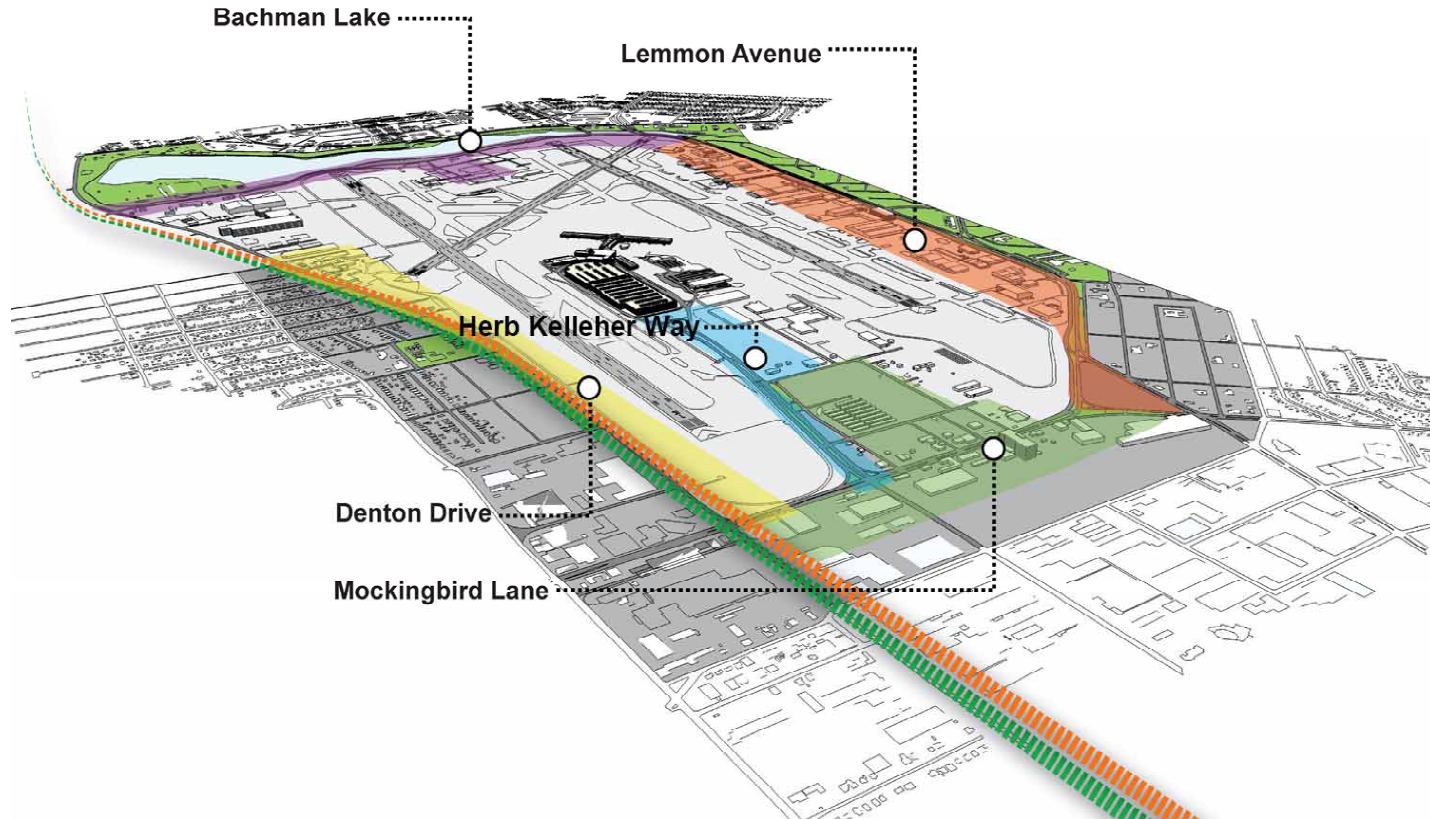 Bachman Lake
Lemmon Avenue
Herb Kelleher Way
Denton Drive
Mockingbird Lane